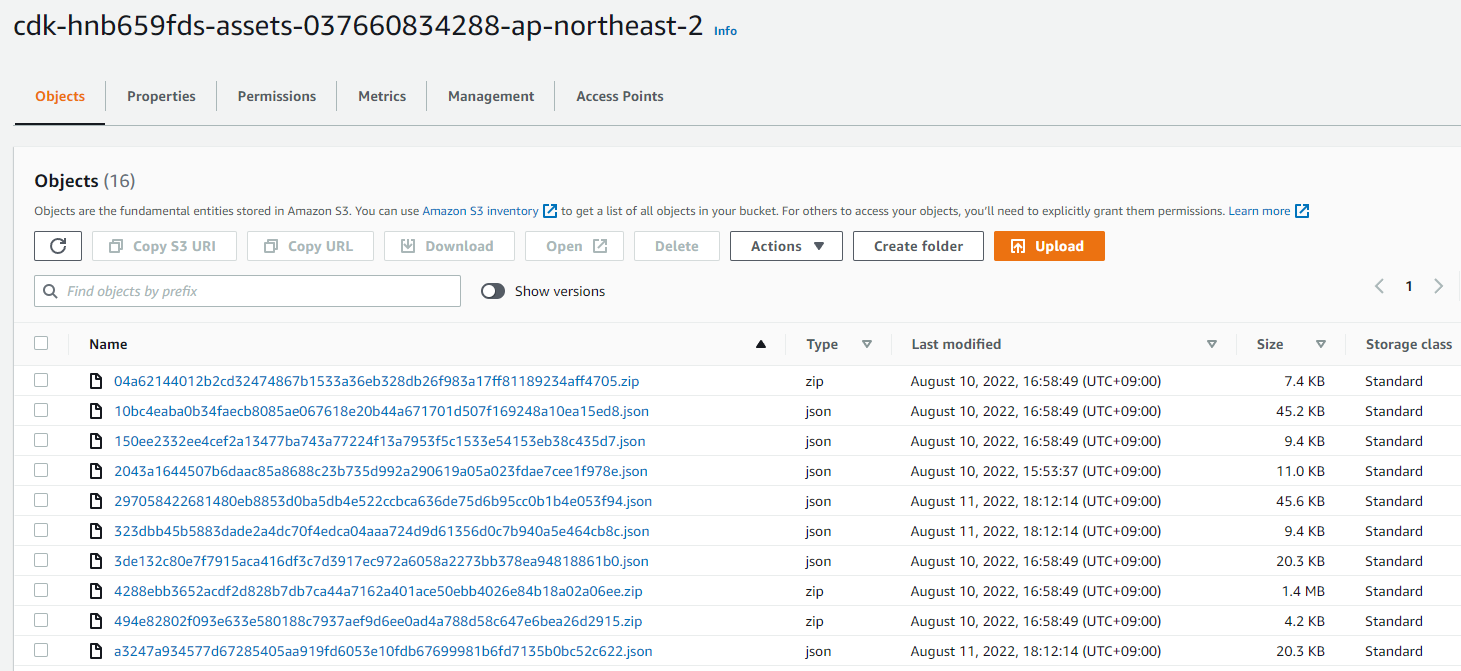 cdk-hnb659fds-assets-037660834288-ap-northeast-2 Info
Objects Properties Permissions Metrics Management Access Points
Objects (16)
Objects are the fundamental entities stored in Amazon S3. You can use Amazon S3 inventory to get a list of all objects in your bucket. For others to access your objects, you'll need to explicitly grant them permissions. Learn more
Copy S3 URI Copy URL Download Open Delete Actions Create folder Upload
Find objects by prefix Show versions 1
Name Type Last modified Size Storage class
04a62144012b2cd32474867b1533a36eb328db26f983a17ff81189234aff4705.zip zip August 10, 2022, 16:58:49 (UTC+09:00) 7.4 KB Standard
10bc4eaba0b34faecb8085ae067618e20b44a671701d507f169248a10ea15ed8.json json August 10, 2022, 16:58:49 (UTC+09:00) 45.2 KB Standard
150ee2332ee4cef2a13477ba743a77224f13a7953f5c1533e54153eb38c435d7.json json August 10, 2022, 16:58:49 (UTC+09:00) 9.4 KB Standard
2043a1644507b6daac85a8688c23b735d992a290619a05a023fdae7cee1f978e.json json August 10, 2022, 15:53:37 (UTC+09:00) 11.0 KB Standard
297058422681480eb8853d0ba5db4e522ccbca636de75d6b95cc0b1b4e053f94.json json August 11, 2022, 18:12:14 (UTC+09:00) 45.6 KB Standard
323dbb45b5883dade2a4dc70f4edca04aaa724d9d61356d0c7b940a5e464cb8c.json json August 11, 2022, 18:12:14 (UTC+09:00) 9.4 KB Standard
3de132c80e7f7915aca416df3c7d3917ec972a6058a2273bb378ea94818861b0.json json August 10, 2022, 16:58:49 (UTC+09:00) 20.3 KB Standard
4288ebb3652acdf2d828b7db7ca44a7162a401ace50ebb4026e84b18a02a06ee.zip zip August 10, 2022, 16:58:49 (UTC+09:00) 1.4 MB Standard
494e82802f093e633e580188c7937aef9d6ee0ad4a788d58c647e6bea26d2915.zip zip August 10, 2022, 16:58:49 (UTC+09:00) 4.2 KB Standard
a3247a934577d67285405aa919fd6053e10fdb67699981b6fd7135b0bc52c622.json json August 11, 2022, 18:12:14 (UTC+09:00) 20.3 KB Standard